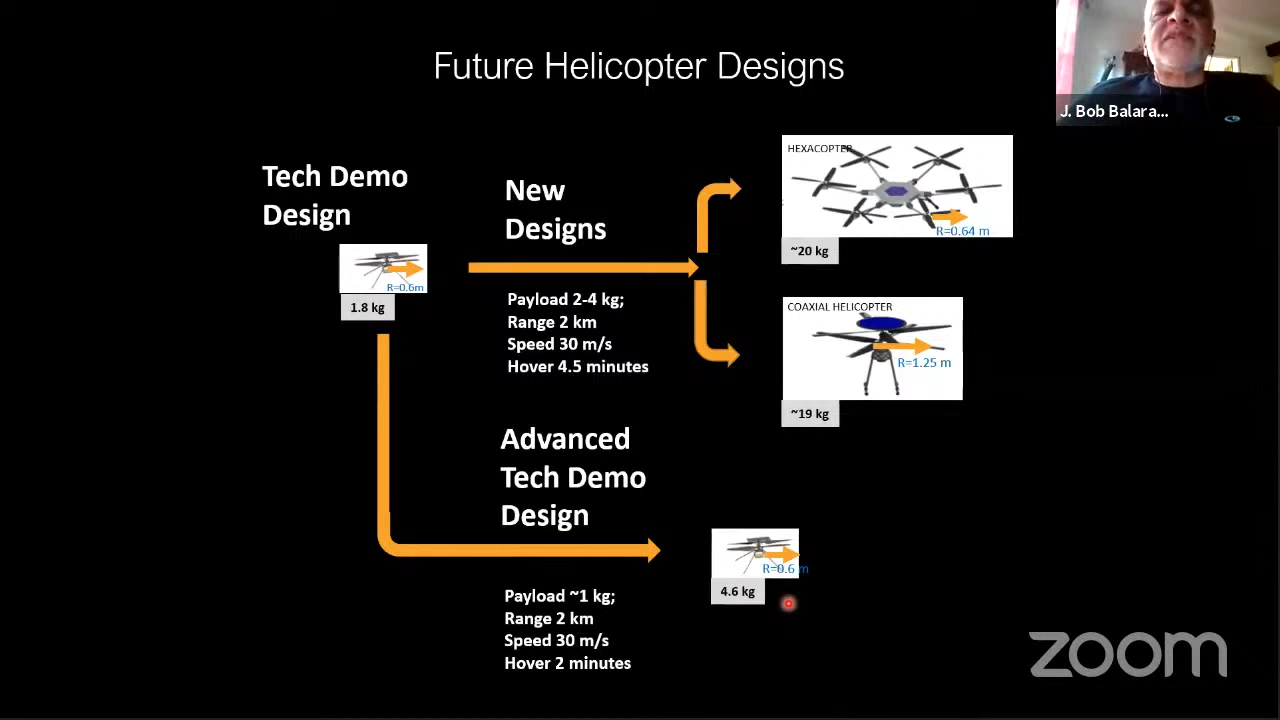 Future Helicopter Designs
J. Bob Balara...
Tech Demo
Design
R=0.6m
1.8 kg
New
Designs
Payload 2-4 kg;
Range 2 km
Speed 30 m/s
Hover 4.5 minutes
HEXACOPTER
R=0.64 m
~20 kg
COAXIAL HELICOPTER
R=1.25 m
~19 kg
Advanced
Tech Demo
Design
Payload ~1 kg;
Range 2 km
Speed 30 m/s
Hover 2 minutes
R=0.6 m
4.6 kg
zoom